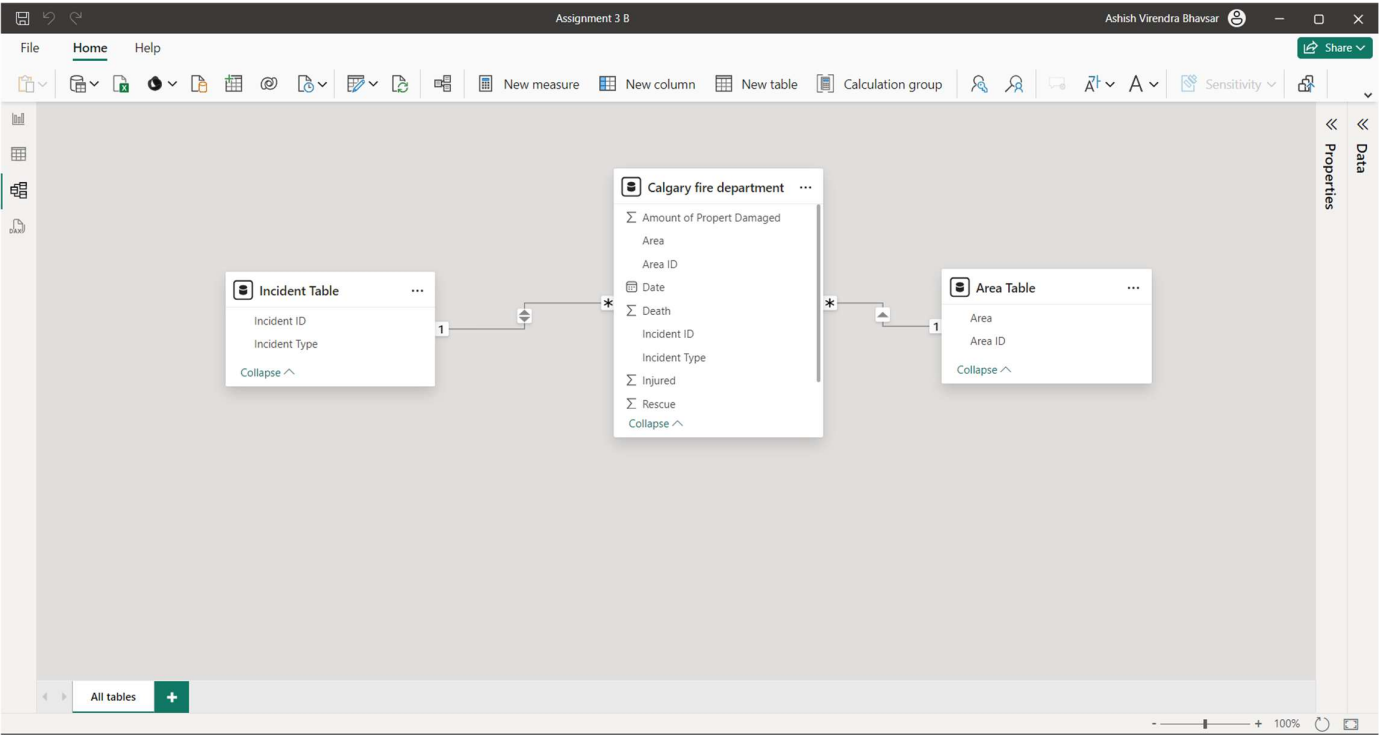 Assignment 3 B
Ashish Virendra Bhavsar
File
Home
Help
Share
New measure
New column
New table
Calculation group
Sensitivity
DAX
Incident Table
Incident ID
Incident Type
Collapse
1
*
Calgary fire department
Σ Amount of Propert Damaged
Area
Area ID
Date
Σ Death
Incident ID
Incident Type
Σ Injured
Σ Rescue
Collapse
*
1
Area Table
Area
Area ID
Collapse
Properties
Data
All tables
+
- + 100%